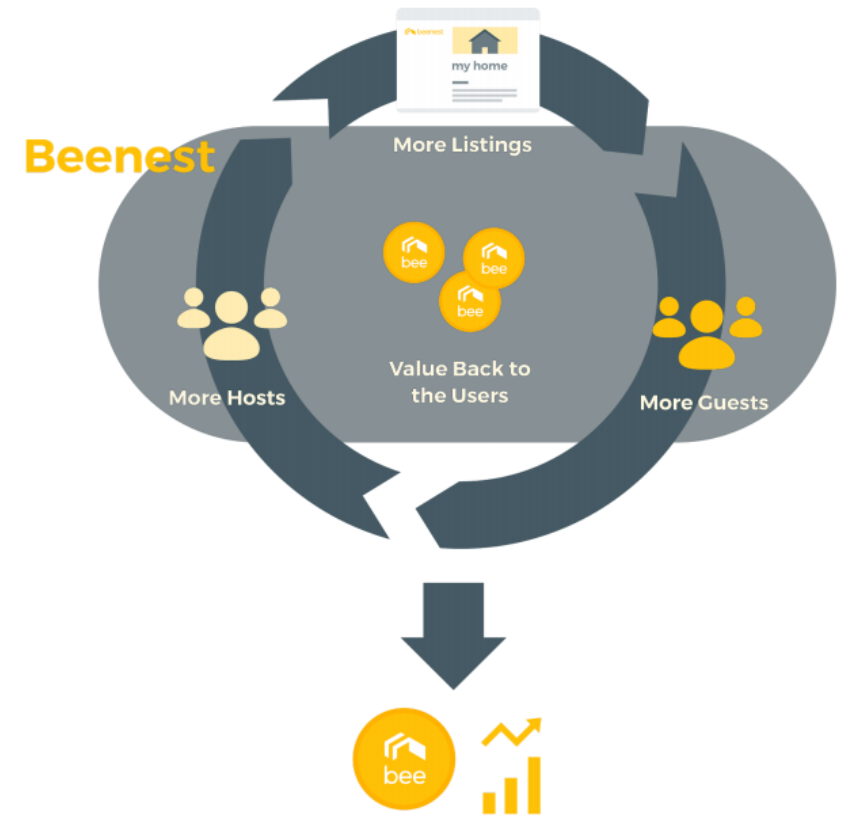 beenest
my home
More Listings
Beenest
bee
bee
bee
Value Back to
the Users
More Hosts
More Guests
bee